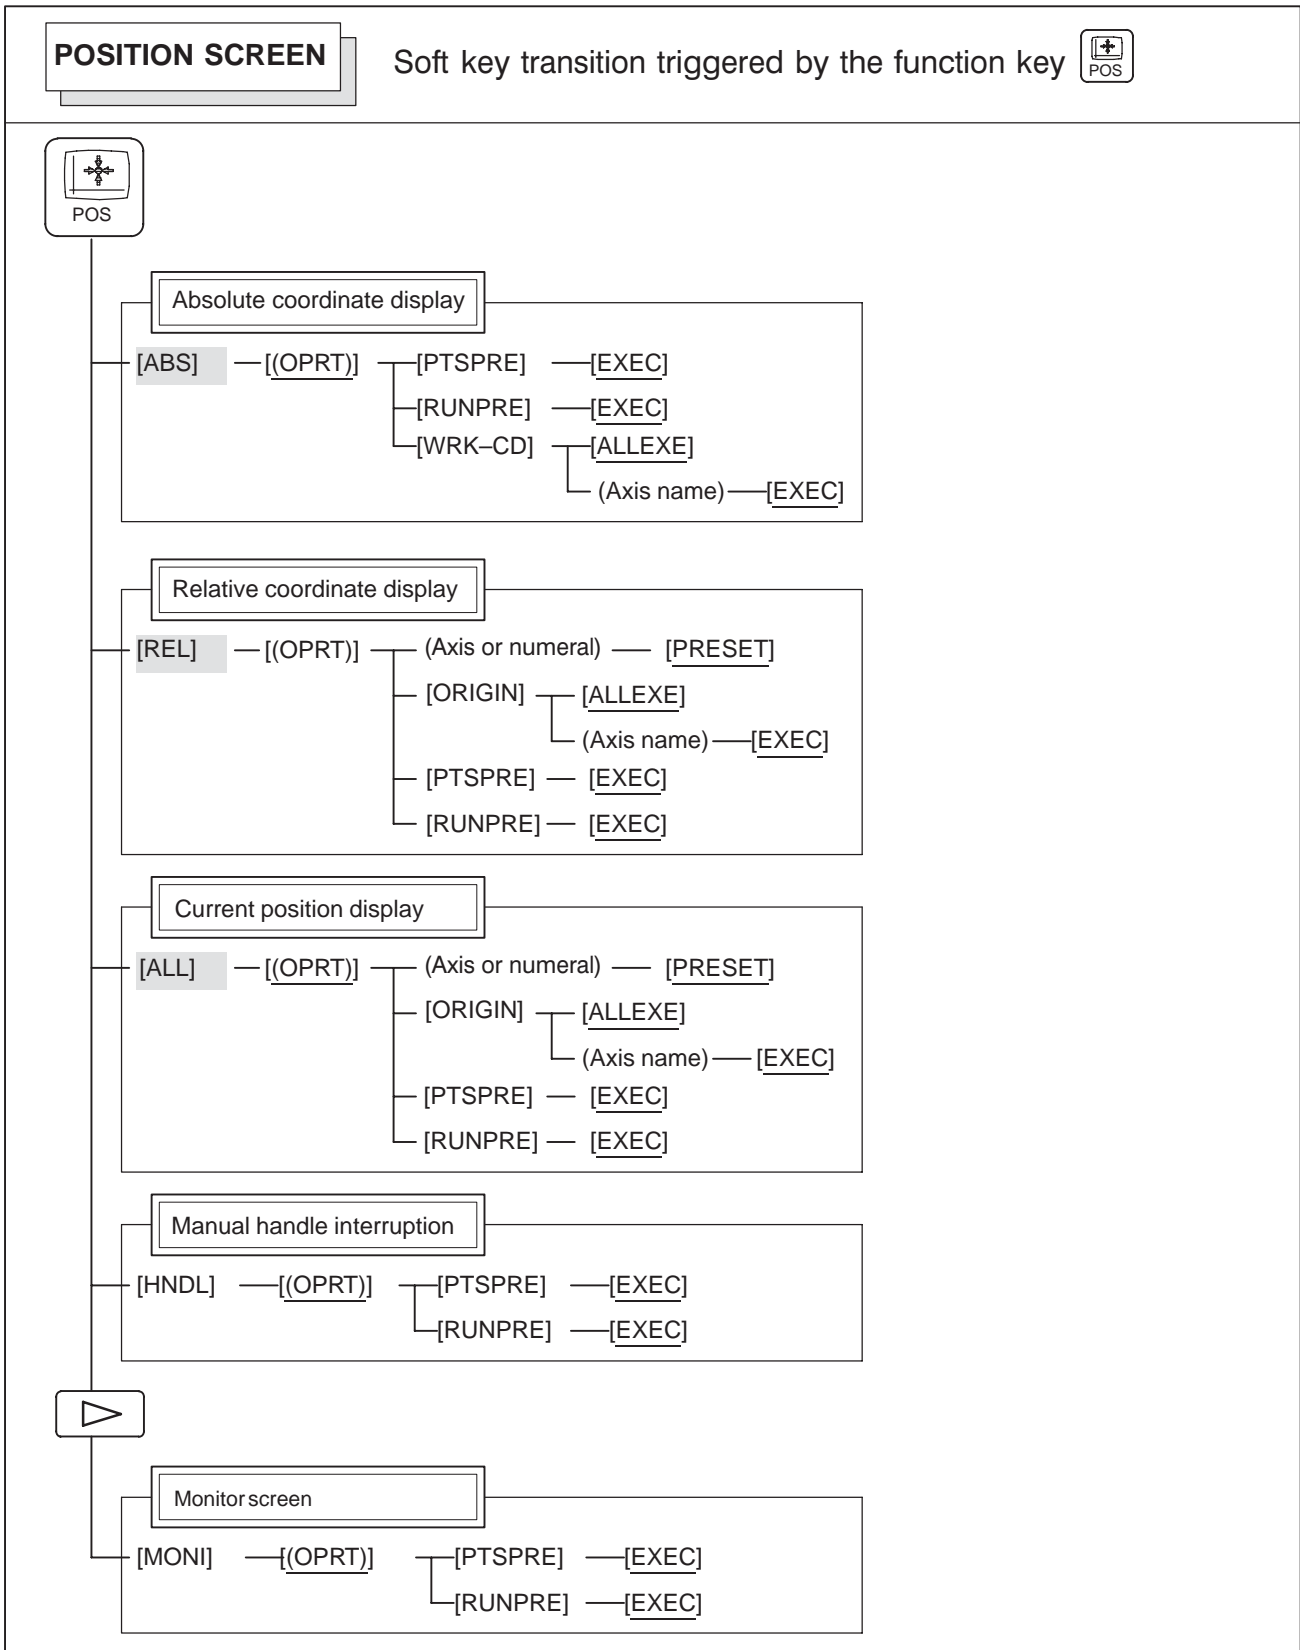 POSITION SCREEN
Soft key transition triggered by the function key
POS
POS
Absolute coordinate display
[ABS] [(OPRT)] [PTSPRE] [EXEC]
[RUNPRE] [EXEC]
[WRK–CD] [ALLEXE]
(Axis name) [EXEC]
Relative coordinate display
[REL] [(OPRT)] (Axis or numeral) [PRESET]
[ORIGIN] [ALLEXE]
(Axis name) [EXEC]
[PTSPRE] [EXEC]
[RUNPRE] [EXEC]
Current position display
[ALL] [(OPRT)] (Axis or numeral) [PRESET]
[ORIGIN] [ALLEXE]
(Axis name) [EXEC]
[PTSPRE] [EXEC]
[RUNPRE] [EXEC]
Manual handle interruption
[HNDL] [(OPRT)] [PTSPRE] [EXEC]
[RUNPRE] [EXEC]
Monitor screen
[MONI] [(OPRT)] [PTSPRE] [EXEC]
[RUNPRE] [EXEC]